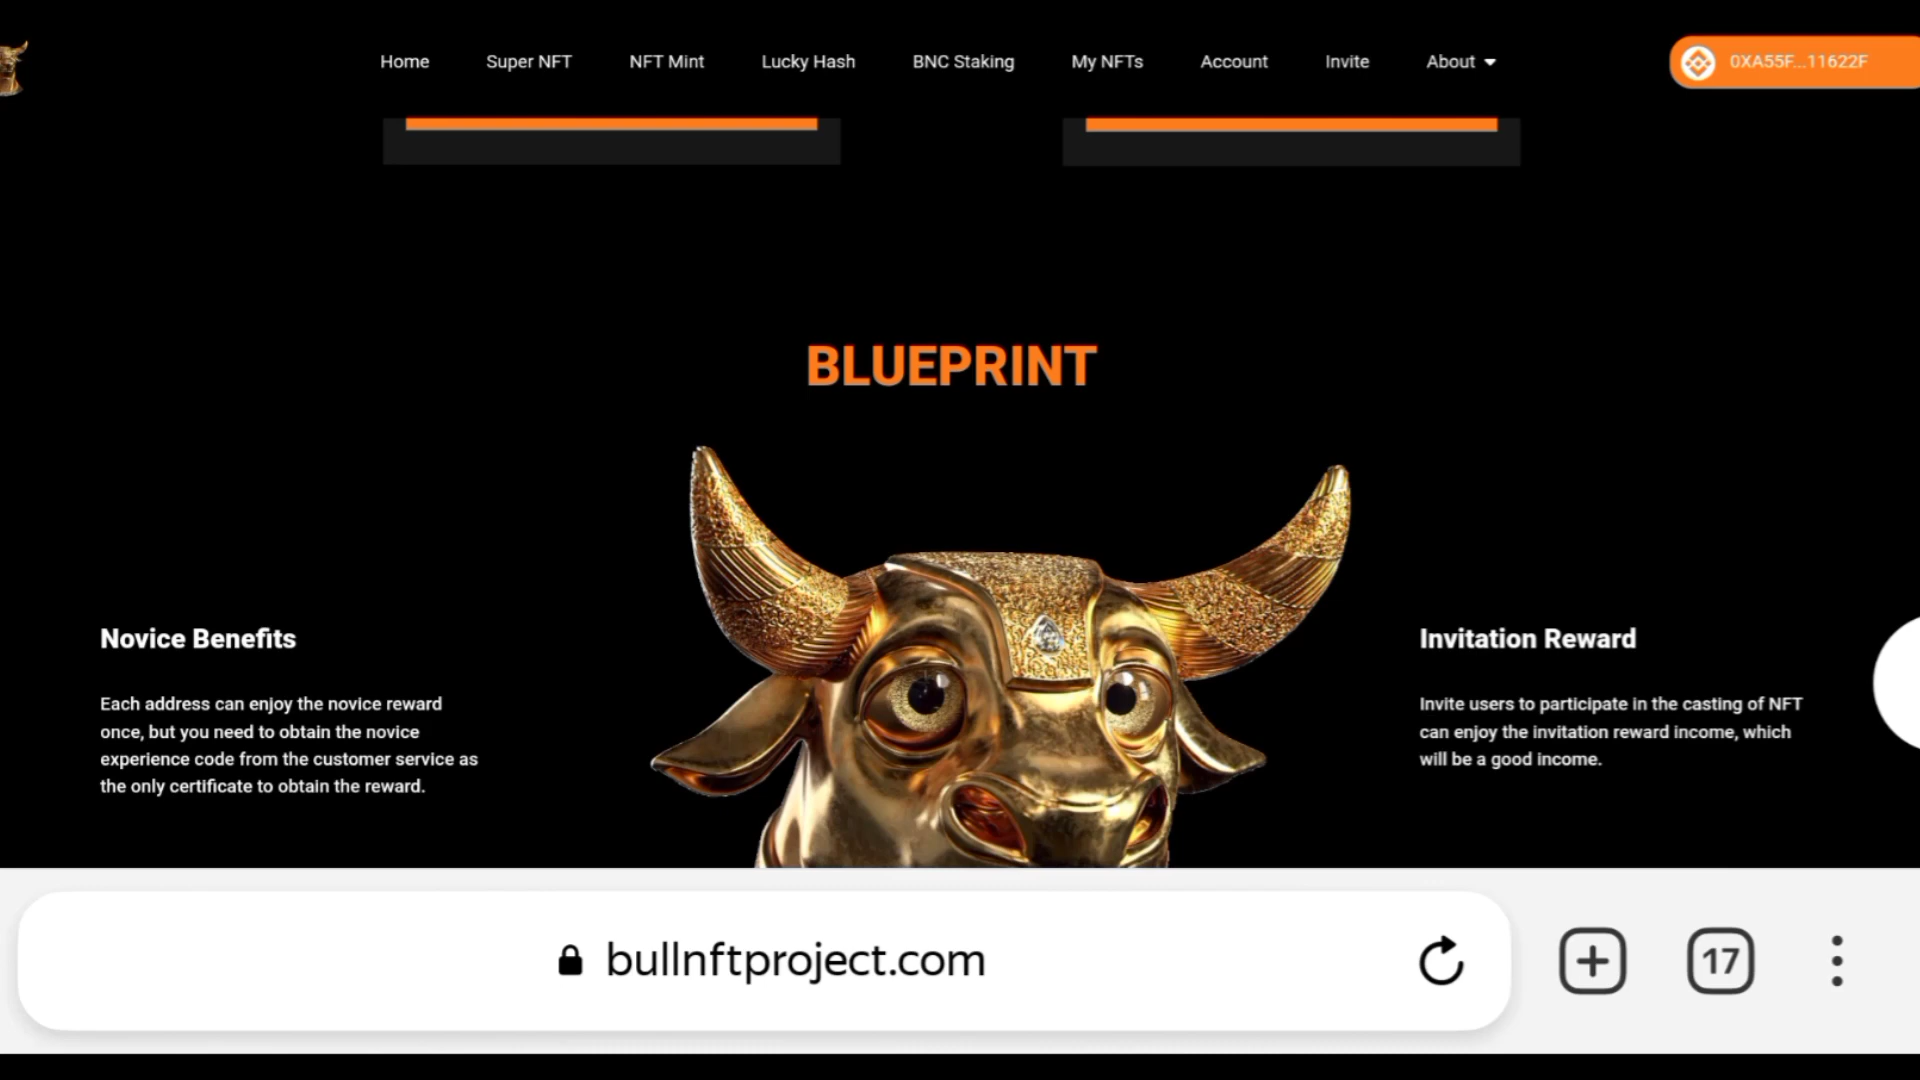 Home Super NFT NFT Mint Lucky Hash BNC Staking My NFTs Account Invite About 0XA55F...11622F
BLUEPRINT
Novice Benefits
Each address can enjoy the novice reward
once, but you need to obtain the novice
experience code from the customer service as
the only certificate to obtain the reward.
Invitation Reward
Invite users to participate in the casting of NFT
can enjoy the invitation reward income, which
will be a good income.
bullnftproject.com
17